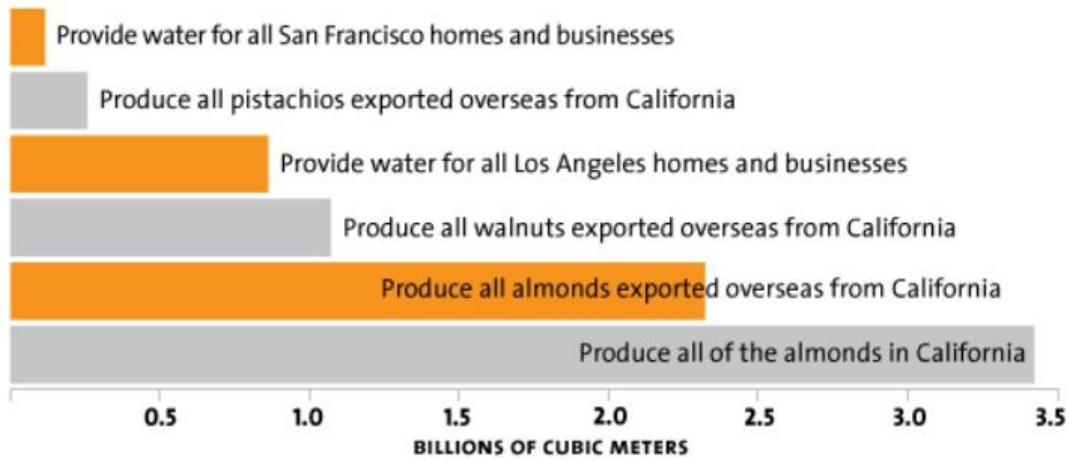 Provide water for all San Francisco homes and businesses
Produce all pistachios exported overseas from California
Provide water for all Los Angeles homes and businesses
Produce all walnuts exported overseas from California
Produce all almonds exported overseas from California
Produce all of the almonds in California
0.5 1.0 1.5 2.0 2.5 3.0 3.5
BILLIONS OF CUBIC METERS